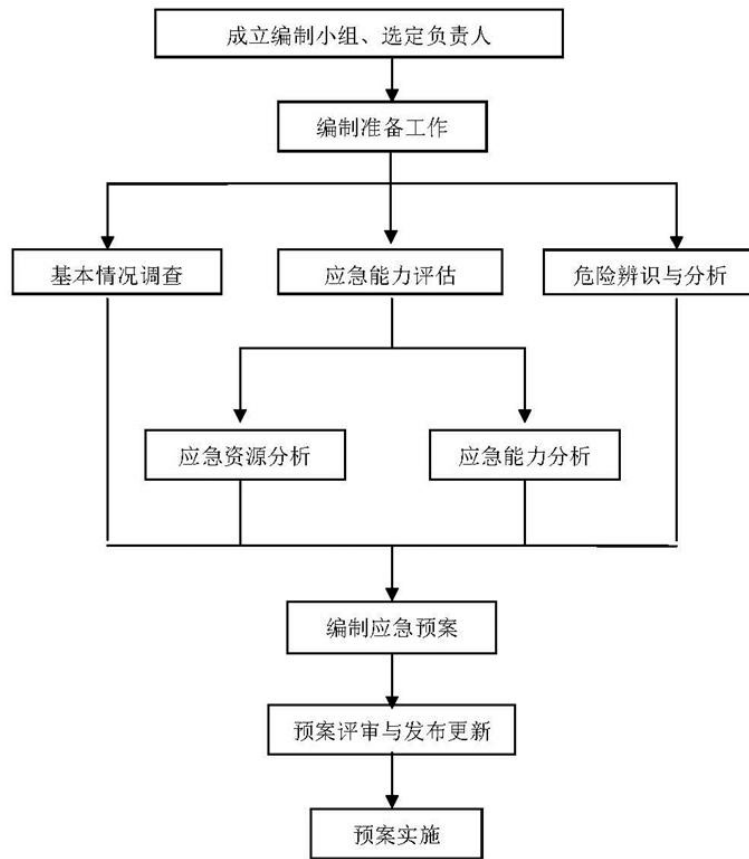 成立编制小组、选定负责人
编制准备工作
基本情况调查
应急能力评估
危险辨识与分析
应急资源分析
应急能力分析
编制应急预案
预案评审与发布更新
预案实施